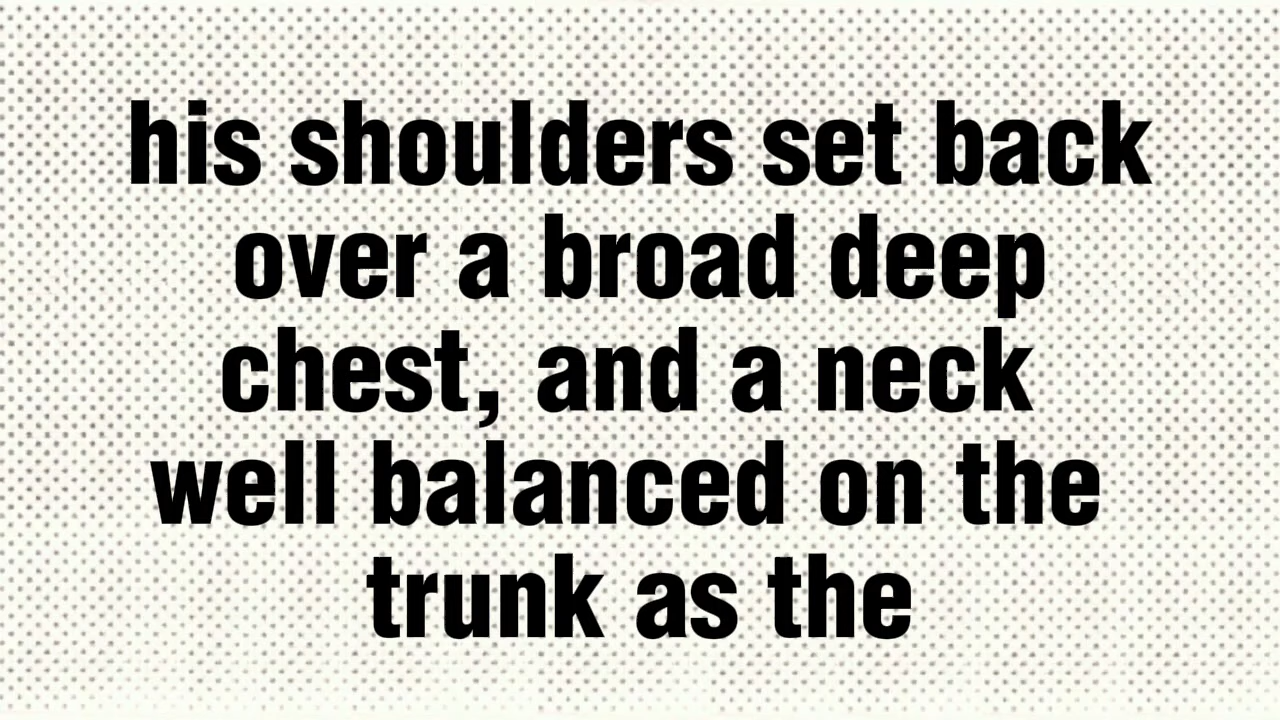 his shoulders set back
over a broad deep
chest, and a neck
well balanced on the
trunk as the